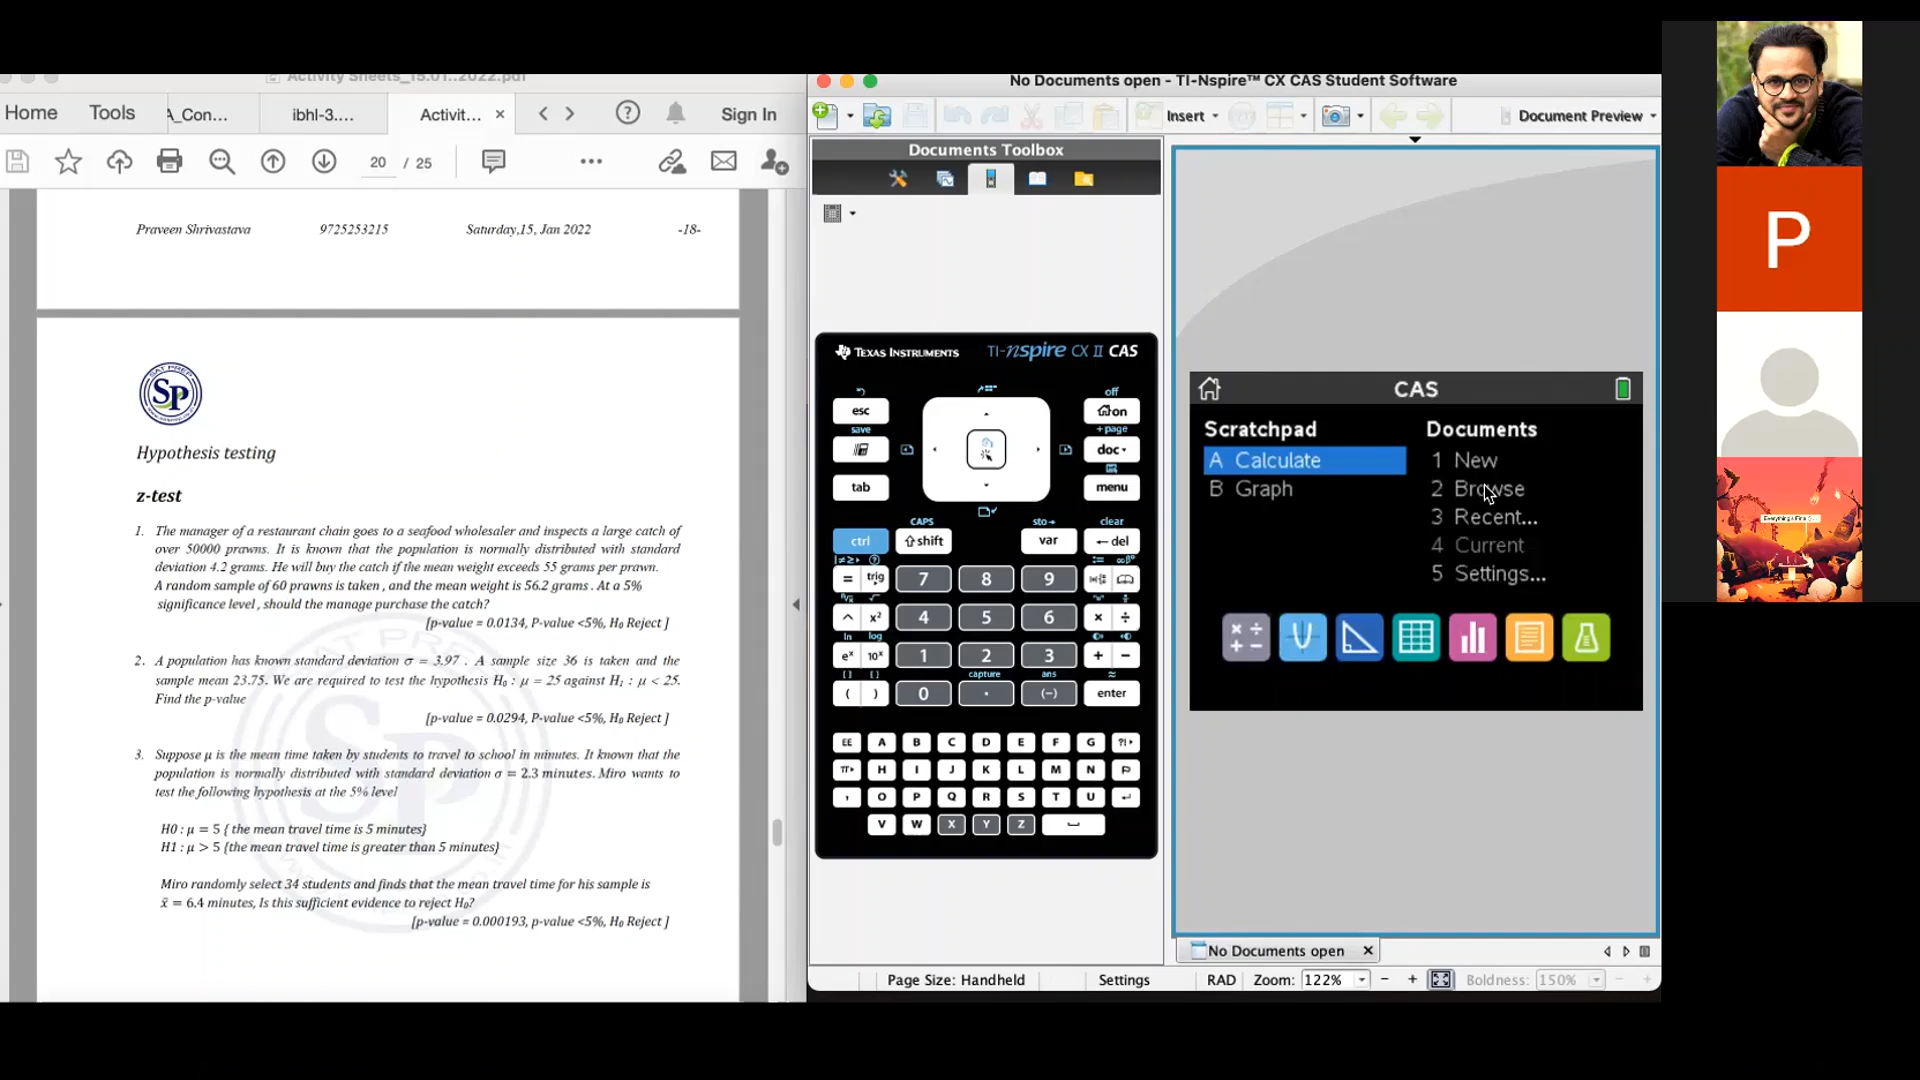 Activity Sheets_15.01..2022.pdf
Home Tools A_Con... ibhl-3.... Activit... × ? Sign In
20 / 25
Praveen Shrivastava 9725253215 Saturday,15, Jan 2022 -18-
SAT PREP
SP
Hypothesis testing
z-test
1. The manager of a restaurant chain goes to a seafood wholesaler and inspects a large catch of
over 50000 prawns. It is known that the population is normally distributed with standard
deviation 4.2 grams. He will buy the catch if the mean weight exceeds 55 grams per prawn.
A random sample of 60 prawns is taken , and the mean weight is 56.2 grams . At a 5%
significance level , should the manage purchase the catch?
[p-value = 0.0134, P-value <5%, H₀ Reject ]
2. A population has known standard deviation σ = 3.97 . A sample size 36 is taken and the
sample mean 23.75. We are required to test the hypothesis H₀ : μ = 25 against H₁ : μ < 25.
Find the p-value
[p-value = 0.0294, P-value <5%, H₀ Reject ]
3. Suppose μ is the mean time taken by students to travel to school in minutes. It known that the
population is normally distributed with standard deviation σ = 2.3 minutes. Miro wants to
test the following hypothesis at the 5% level
H0 : μ = 5 { the mean travel time is 5 minutes}
H1 : μ > 5 {the mean travel time is greater than 5 minutes}
Miro randomly select 34 students and finds that the mean travel time for his sample is
x̄ = 6.4 minutes, Is this sufficient evidence to reject H₀?
[p-value = 0.000193, p-value <5%, H₀ Reject ]
No Documents open - TI-Nspire™ CX CAS Student Software
Insert Document Preview
Documents Toolbox
TEXAS INSTRUMENTS TI-nspire CX II CAS
off
esc on
save +page
doc
tab menu
CAPS sto→ clear
ctrl shift var ←del
= trig 7 8 9
^ x² 4 5 6 × ÷
ln log
eˣ 10ˣ 1 2 3 + −
[ ] { } capture ans ≈
( ) 0 . (−) enter
EE A B C D E F G ?!▸
π▸ H I J K L M N
, O P Q R S T U
V W X Y Z
CAS
Scratchpad Documents
A Calculate 1 New
B Graph 2 Browse
3 Recent...
4 Current
5 Settings...
No Documents open ×
Page Size: Handheld Settings RAD Zoom: 122% − + Boldness: 150% − +
P